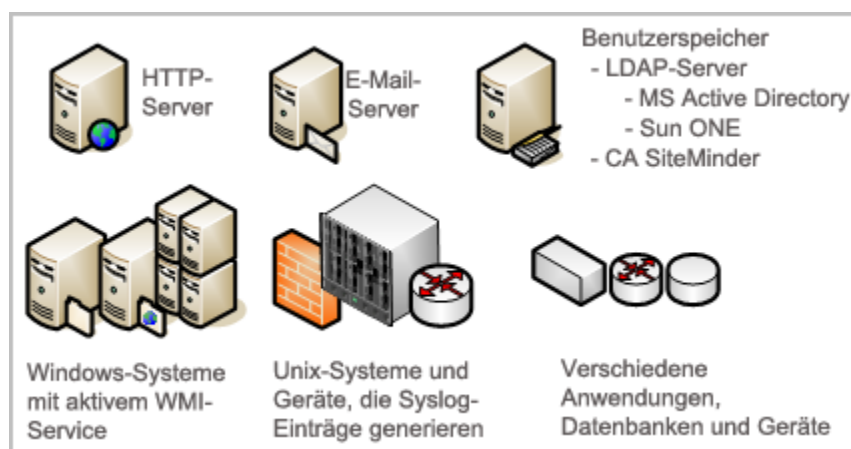 HTTP-
Server
E-Mail-
Server
Benutzerspeicher
- LDAP-Server
- MS Active Directory
- Sun ONE
- CA SiteMinder
Windows-Systeme
mit aktivem WMI-
Service
Unix-Systeme und
Geräte, die Syslog-
Einträge generieren
Verschiedene
Anwendungen,
Datenbanken und Geräte